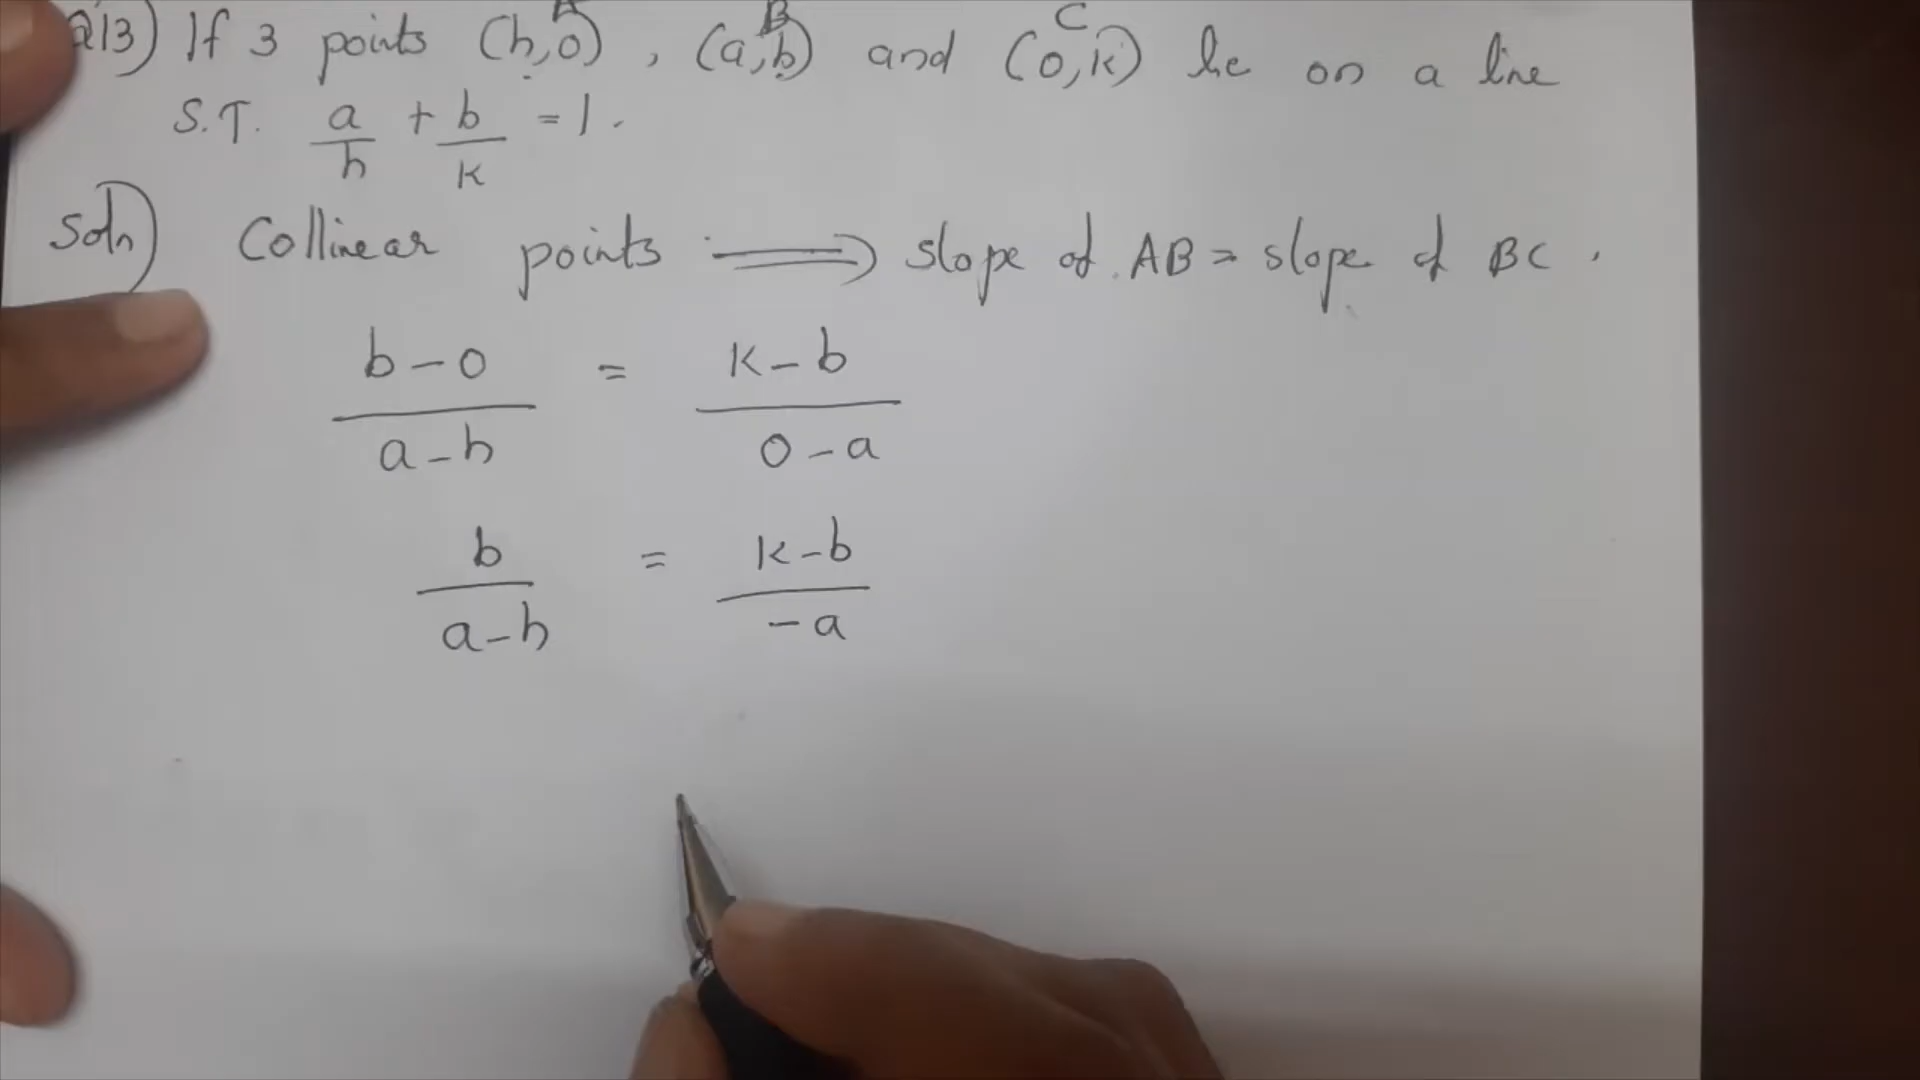 Q13) If 3 points (h,0) , (a,b) and (0,k) lie on a line
A B C
S.T. a/h + b/k = 1.
Soln) Collinear points ⟹ slope of AB = slope of BC .
b-0/a-h = k-b/0-a
b/a-h = k-b/-a